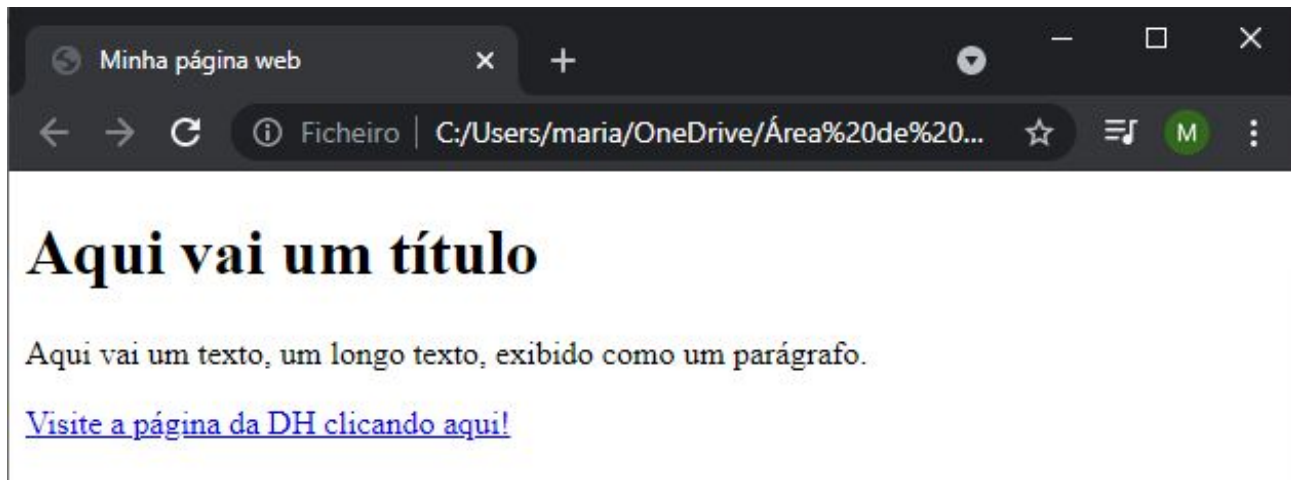 Minha página web
Ficheiro | C:/Users/maria/OneDrive/Área%20de%20...
M
Aqui vai um título
Aqui vai um texto, um longo texto, exibido como um parágrafo.
Visite a página da DH clicando aqui!